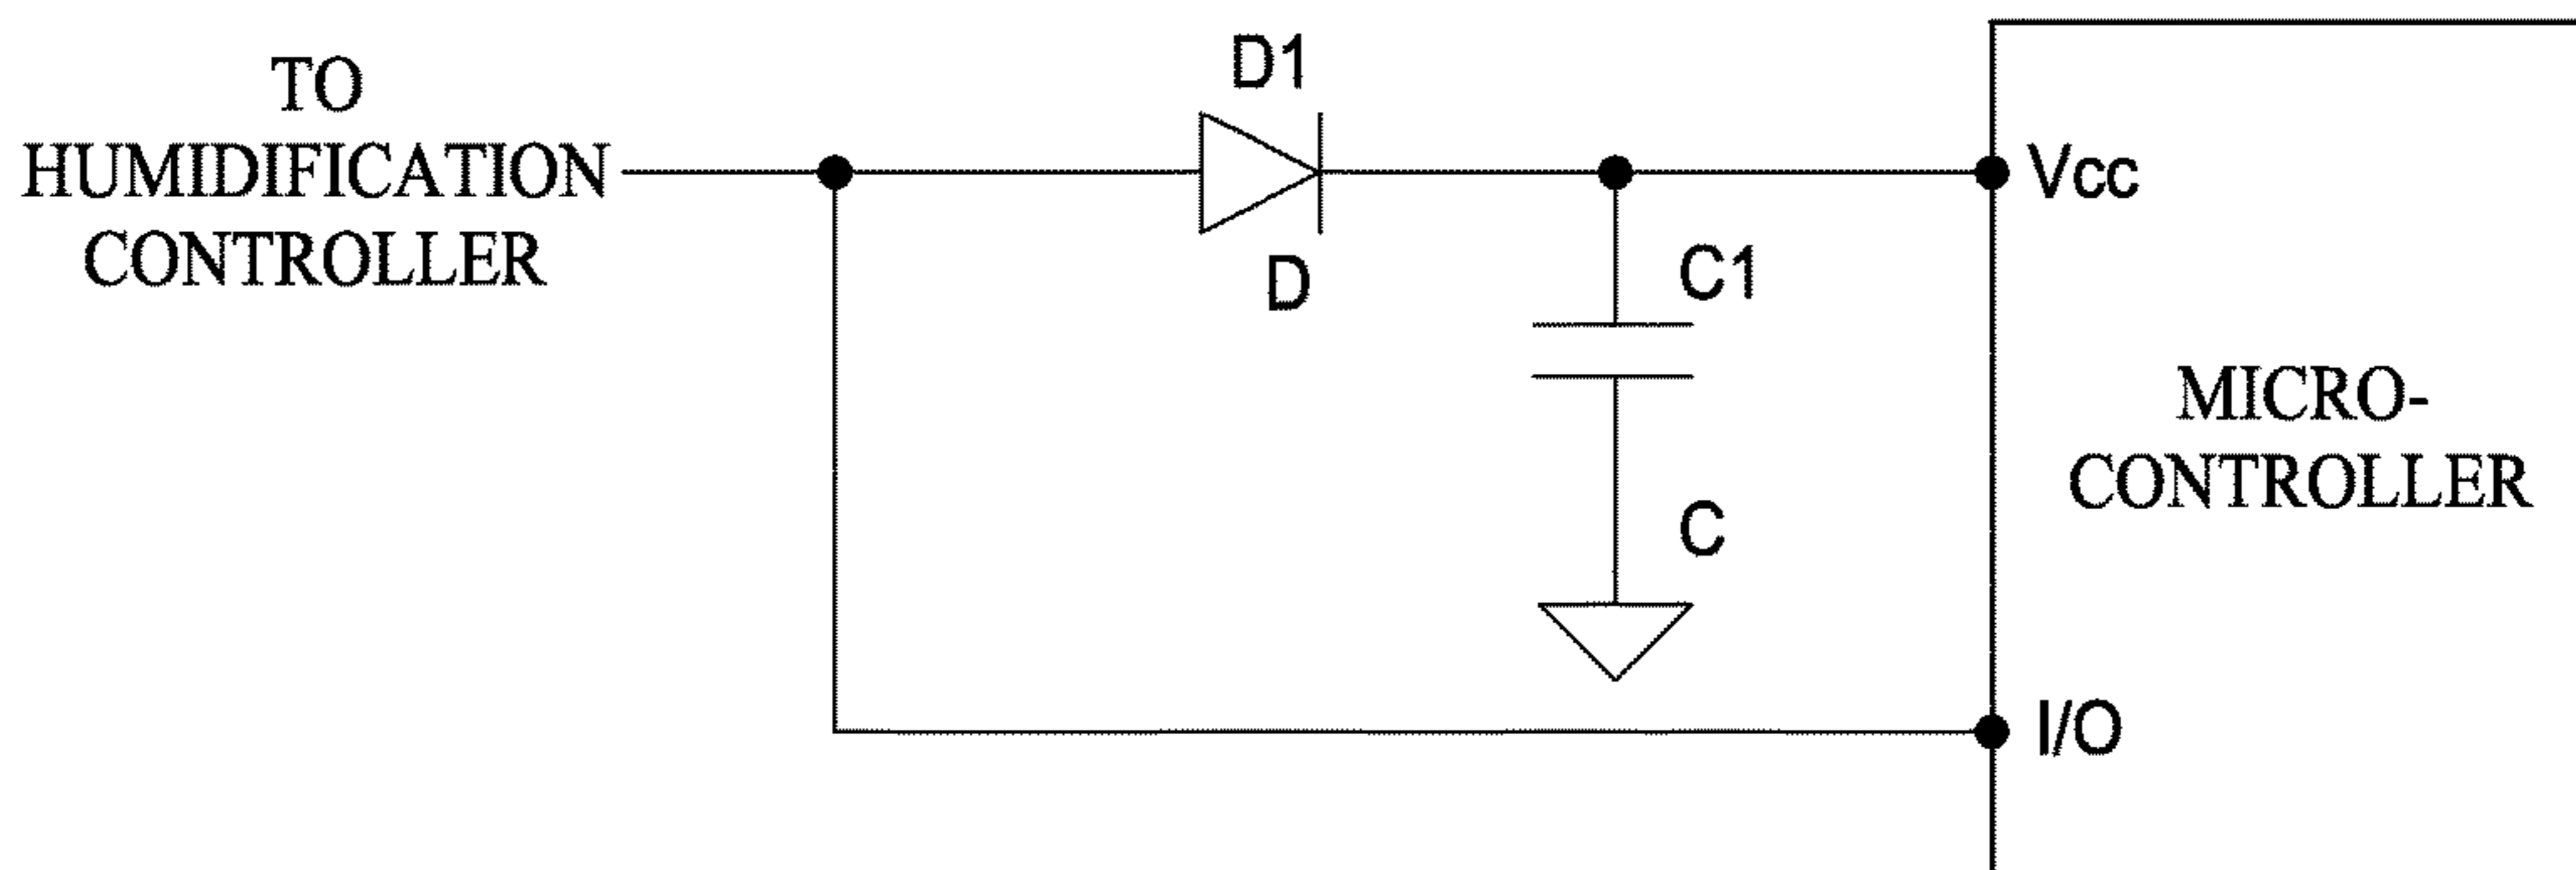 TO
HUMIDIFICATION
CONTROLLER
D1
D
C1
C
Vcc
MICRO-
CONTROLLER
I/O